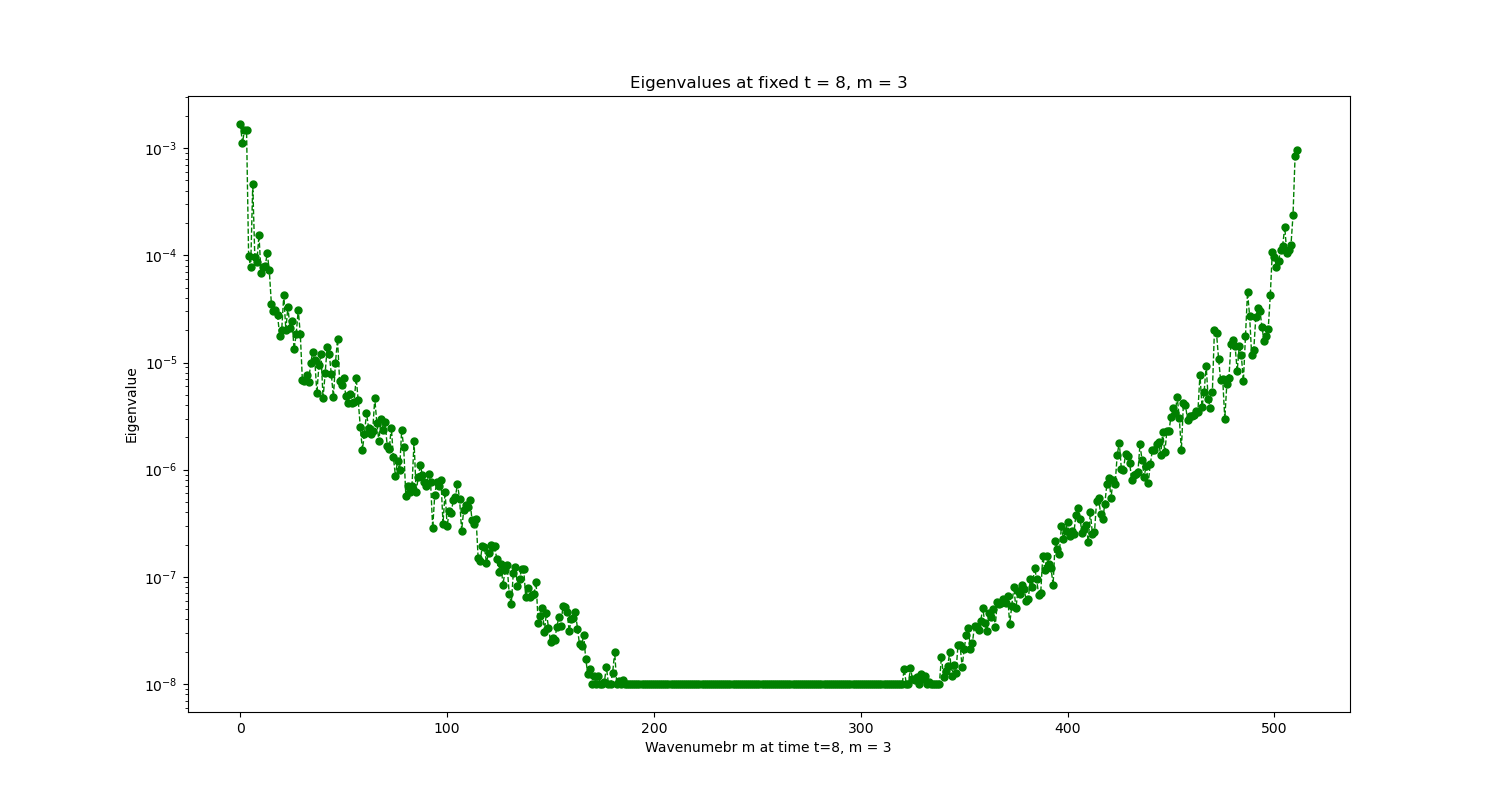 Eigenvalues at fixed t = 8, m = 3
Eigenvalue
10⁻³
10⁻⁴
10⁻⁵
10⁻⁶
10⁻⁷
10⁻⁸
0 100 200 300 400 500
Wavenumebr m at time t=8, m = 3